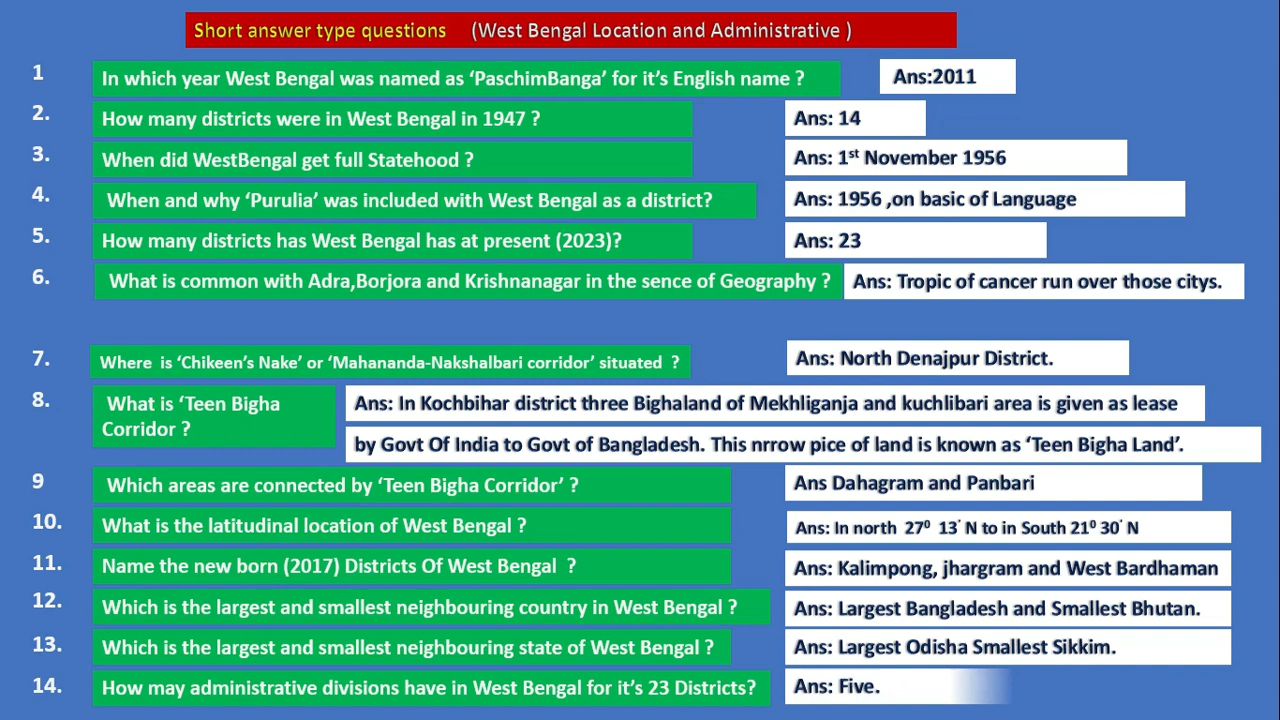 Short answer type questions (West Bengal Location and Administrative )
1 In which year West Bengal was named as ‘PaschimBanga’ for it’s English name ? Ans:2011
2. How many districts were in West Bengal in 1947 ? Ans: 14
3. When did WestBengal get full Statehood ? Ans: 1st November 1956
4. When and why ‘Purulia’ was included with West Bengal as a district? Ans: 1956 ,on basic of Language
5. How many districts has West Bengal has at present (2023)? Ans: 23
6. What is common with Adra,Borjora and Krishnanagar in the sence of Geography ? Ans: Tropic of cancer run over those citys.
7. Where is ‘Chikeen’s Nake’ or ‘Mahananda-Nakshalbari corridor’ situated ? Ans: North Denajpur District.
8. What is ‘Teen Bigha Corridor ?
Ans: In Kochbihar district three Bighaland of Mekhliganja and kuchlibari area is given as lease
by Govt Of India to Govt of Bangladesh. This nrrow pice of land is known as ‘Teen Bigha Land’.
9 Which areas are connected by ‘Teen Bigha Corridor’ ? Ans Dahagram and Panbari
10. What is the latitudinal location of West Bengal ? Ans: In north 27⁰ 13' N to in South 21⁰ 30' N
11. Name the new born (2017) Districts Of West Bengal ? Ans: Kalimpong, jhargram and West Bardhaman
12. Which is the largest and smallest neighbouring country in West Bengal ? Ans: Largest Bangladesh and Smallest Bhutan.
13. Which is the largest and smallest neighbouring state of West Bengal ? Ans: Largest Odisha Smallest Sikkim.
14. How may administrative divisions have in West Bengal for it’s 23 Districts? Ans: Five.